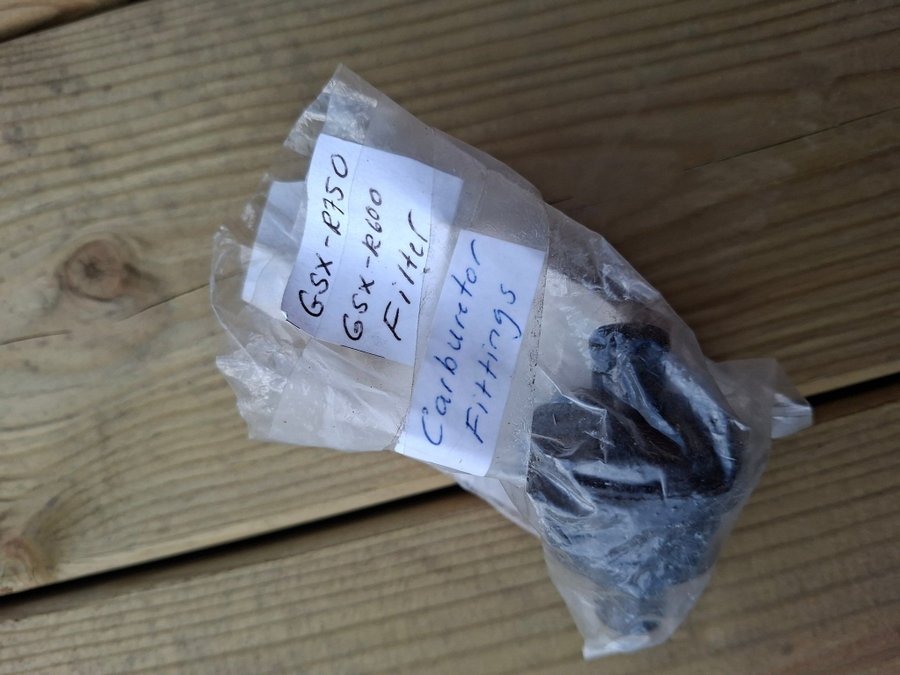 GSX-R750
GSX-R600
Filter
Carburetor
Fittings